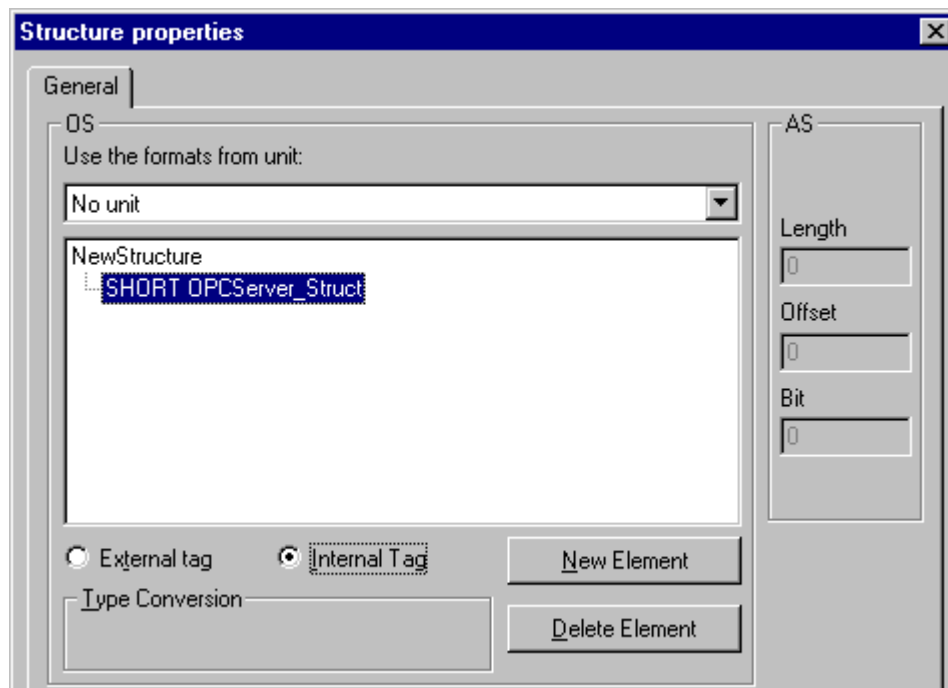 Structure properties
General
OS
Use the formats from unit:
No unit
NewStructure
SHORT OPCServer_Struct
External tag
Internal Tag
New Element
Type Conversion
Delete Element
AS
Length
0
Offset
0
Bit
0